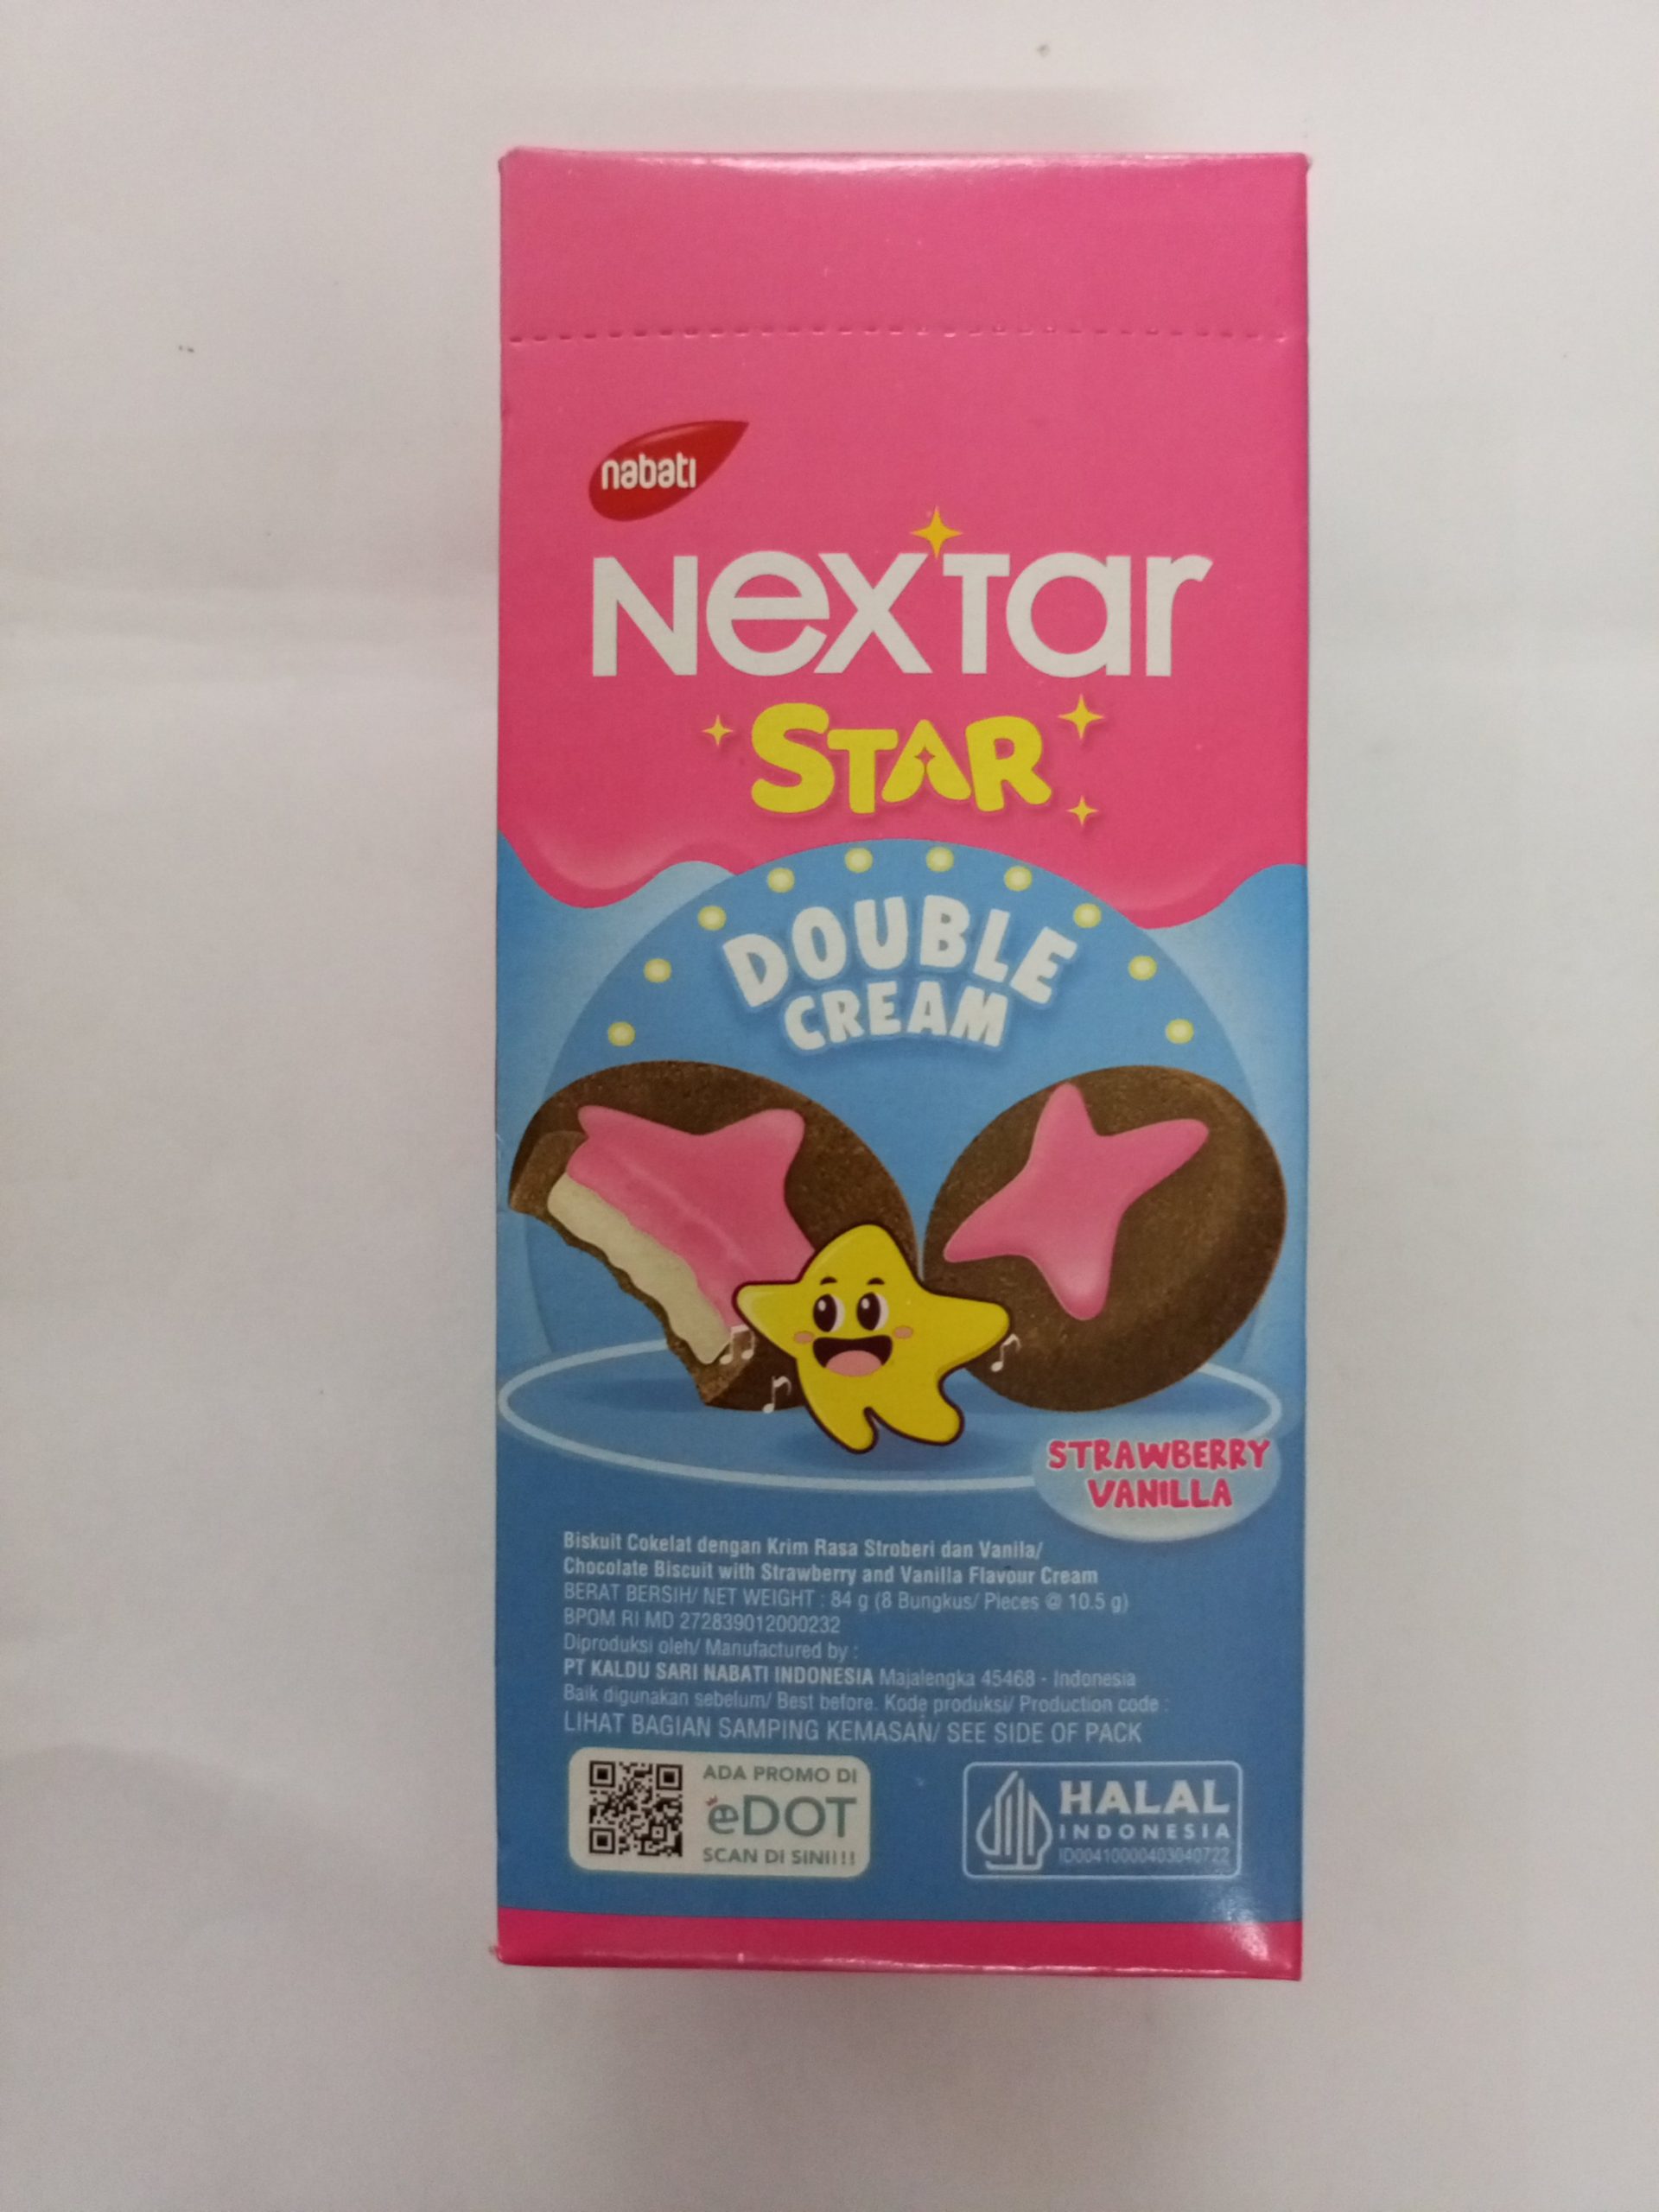 nabati
Nextar
STAR
DOUBLE
CREAM
STRAWBERRY
VANILLA
Biskuit Cokelat dengan Krim Rasa Stroberi dan Vanila/
Chocolate Biscuit with Strawberry and Vanilla Flavour Cream
BERAT BERSIH/ NET WEIGHT : 84 g (8 Bungkus/ Pieces @ 10.5 g)
BPOM RI MD 272839012000232
Diproduksi oleh/ Manufactured by :
PT KALDU SARI NABATI INDONESIA Majalengka 45468 - Indonesia
Baik digunakan sebelum/ Best before. Kode produksi/ Production code :
LIHAT BAGIAN SAMPING KEMASAN/ SEE SIDE OF PACK
ADA PROMO DI
eDOT
SCAN DI SINI!!!
HALAL
INDONESIA
ID00410000403040722